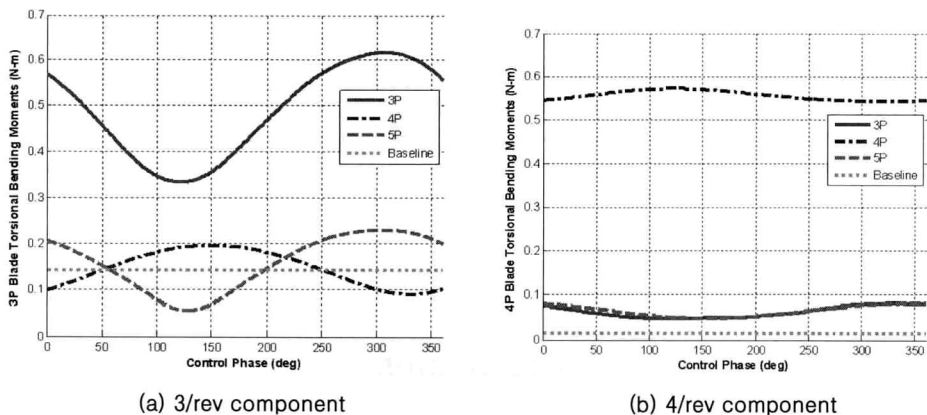 0.7
0.6
0.5
0.4
0.3
0.2
0.1
0
3P Blade Torsional Bending Moments (N-m)
3P
4P
5P
Baseline
0 50 100 150 200 250 300 350
Control Phase (deg)
(a) 3/rev component
0.7
0.6
0.5
0.4
0.3
0.2
0.1
0
4P Blade Torsional Bending Moments (N-m)
3P
4P
5P
Baseline
0 50 100 150 200 250 300 350
Control Phase (deg)
(b) 4/rev component